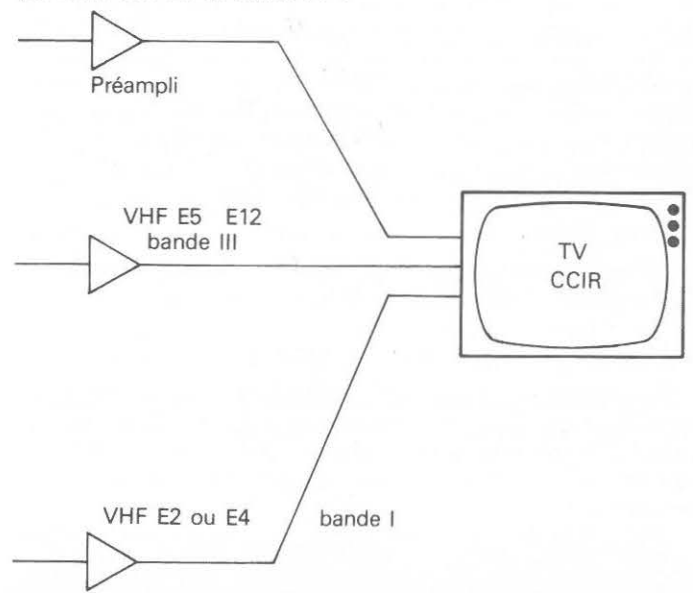 Préampli
VHF E5 E12
bande III
TV
CCIR
VHF E2 ou E4
bande I